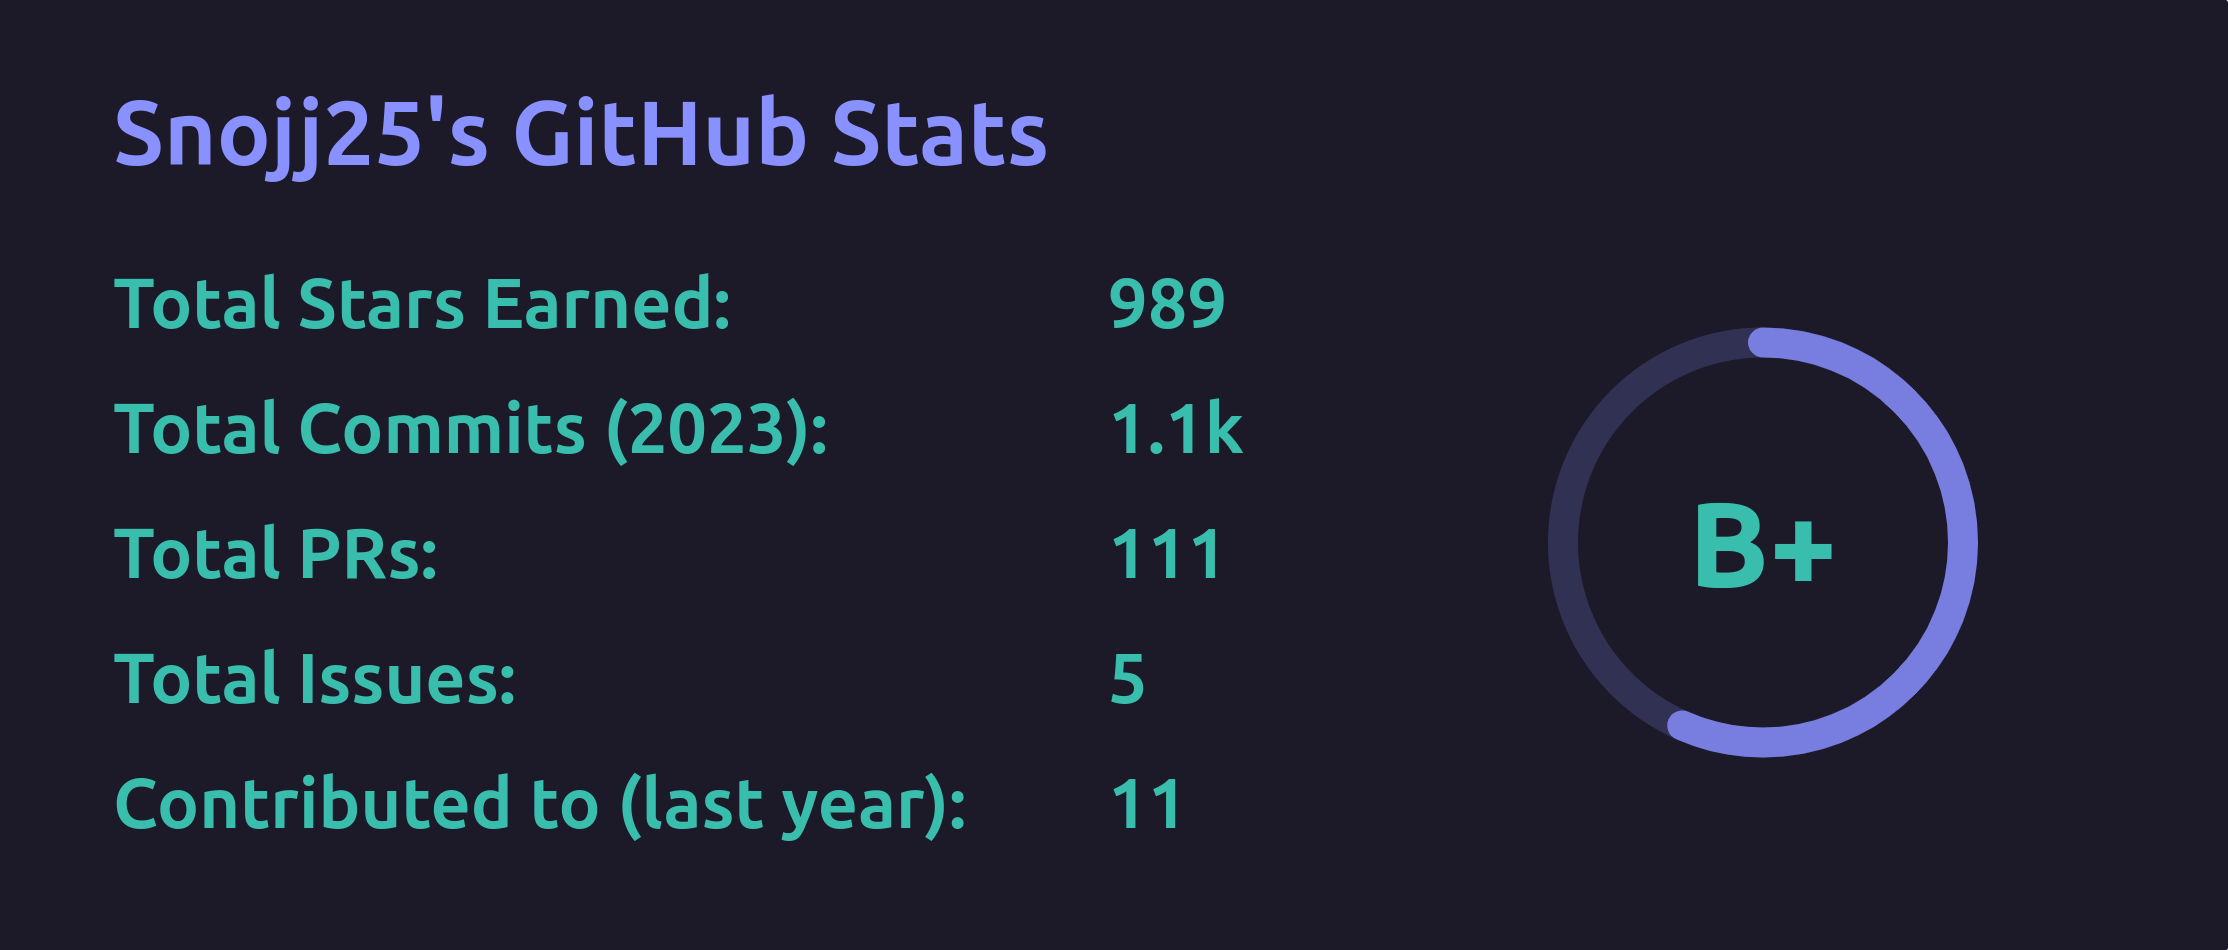 Snojj25's GitHub Stats
Total Stars Earned: 989
Total Commits (2023): 1.1k
Total PRs: 111
Total Issues: 5
Contributed to (last year): 11
B+